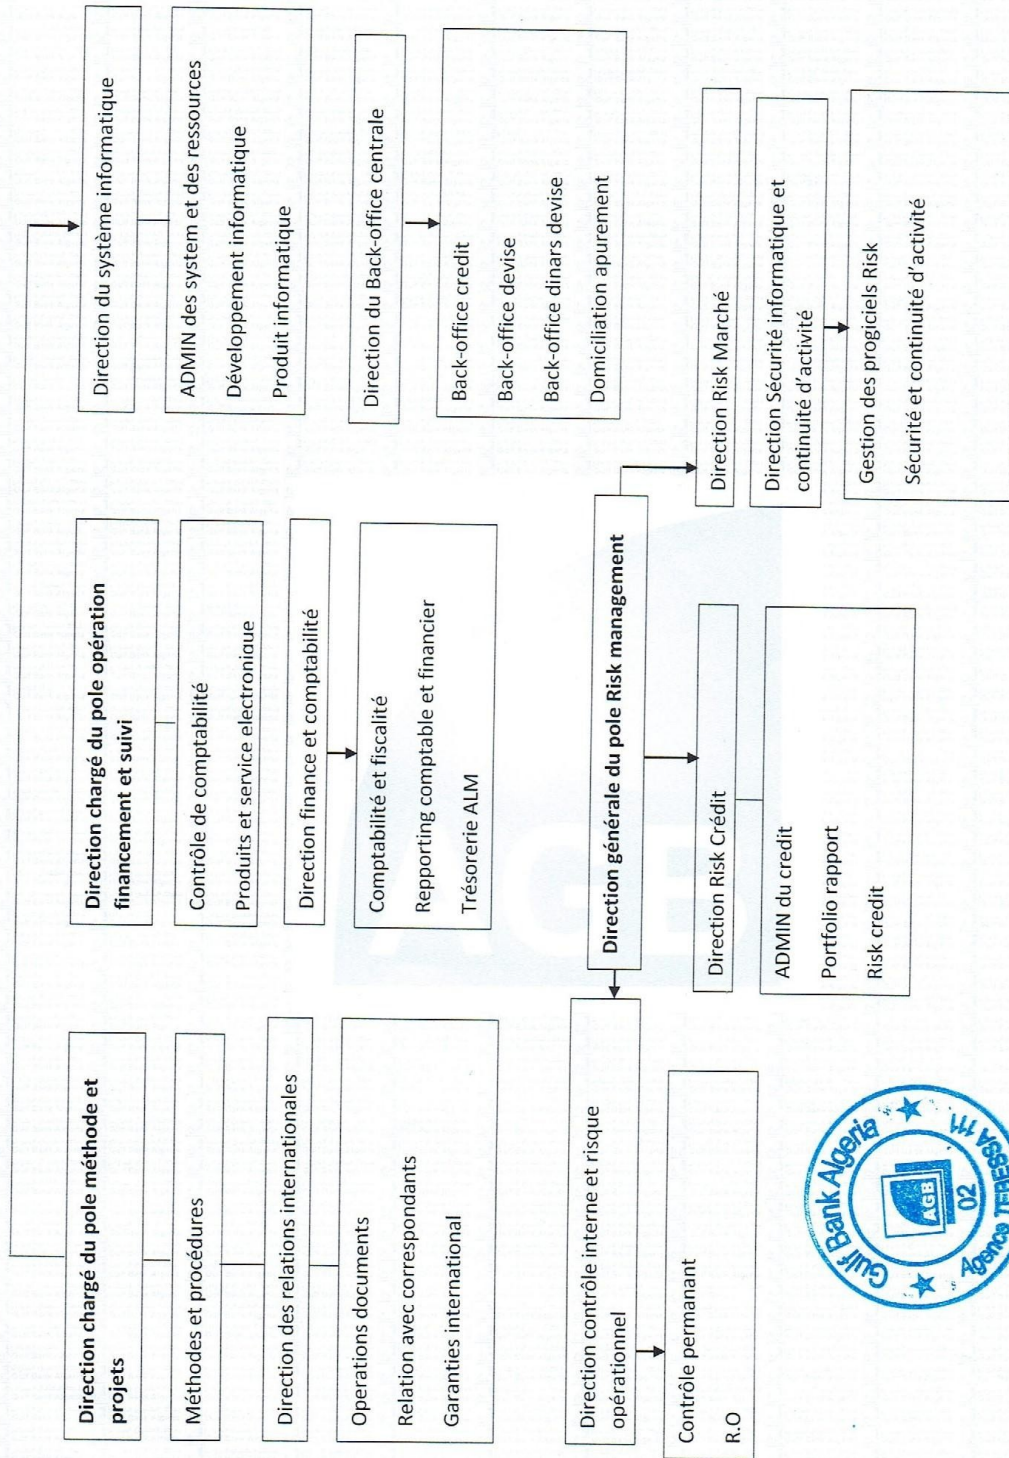 Direction chargé du pole méthode et
projets
Méthodes et procédures
Direction des relations internationales
Operations documents
Relation avec correspondants
Garanties international
Direction chargé du pole opération
financement et suivi
Contrôle de comptabilité
Produits et service electronique
Direction finance et comptabilité
Comptabilité et fiscalité
Repporting comptable et financier
Trésorerie ALM
Direction du système informatique
ADMIN des system et des ressources
Développement informatique
Produit informatique
Direction du Back-office centrale
Back-office credit
Back-office devise
Back-office dinars devise
Domiciliation apurement
Direction générale du pole Risk management
Direction contrôle interne et risque
opérationnel
Contrôle permanant
R.O
Direction Risk Crédit
ADMIN du credit
Portfolio rapport
Risk credit
Direction Risk Marché
Direction Sécurité informatique et
continuité d'activité
Gestion des progiciels Risk
Sécurité et continuité d'activité
AGB
Gulf Bank Algeria
AGB
02
Agence TEBESSA 111